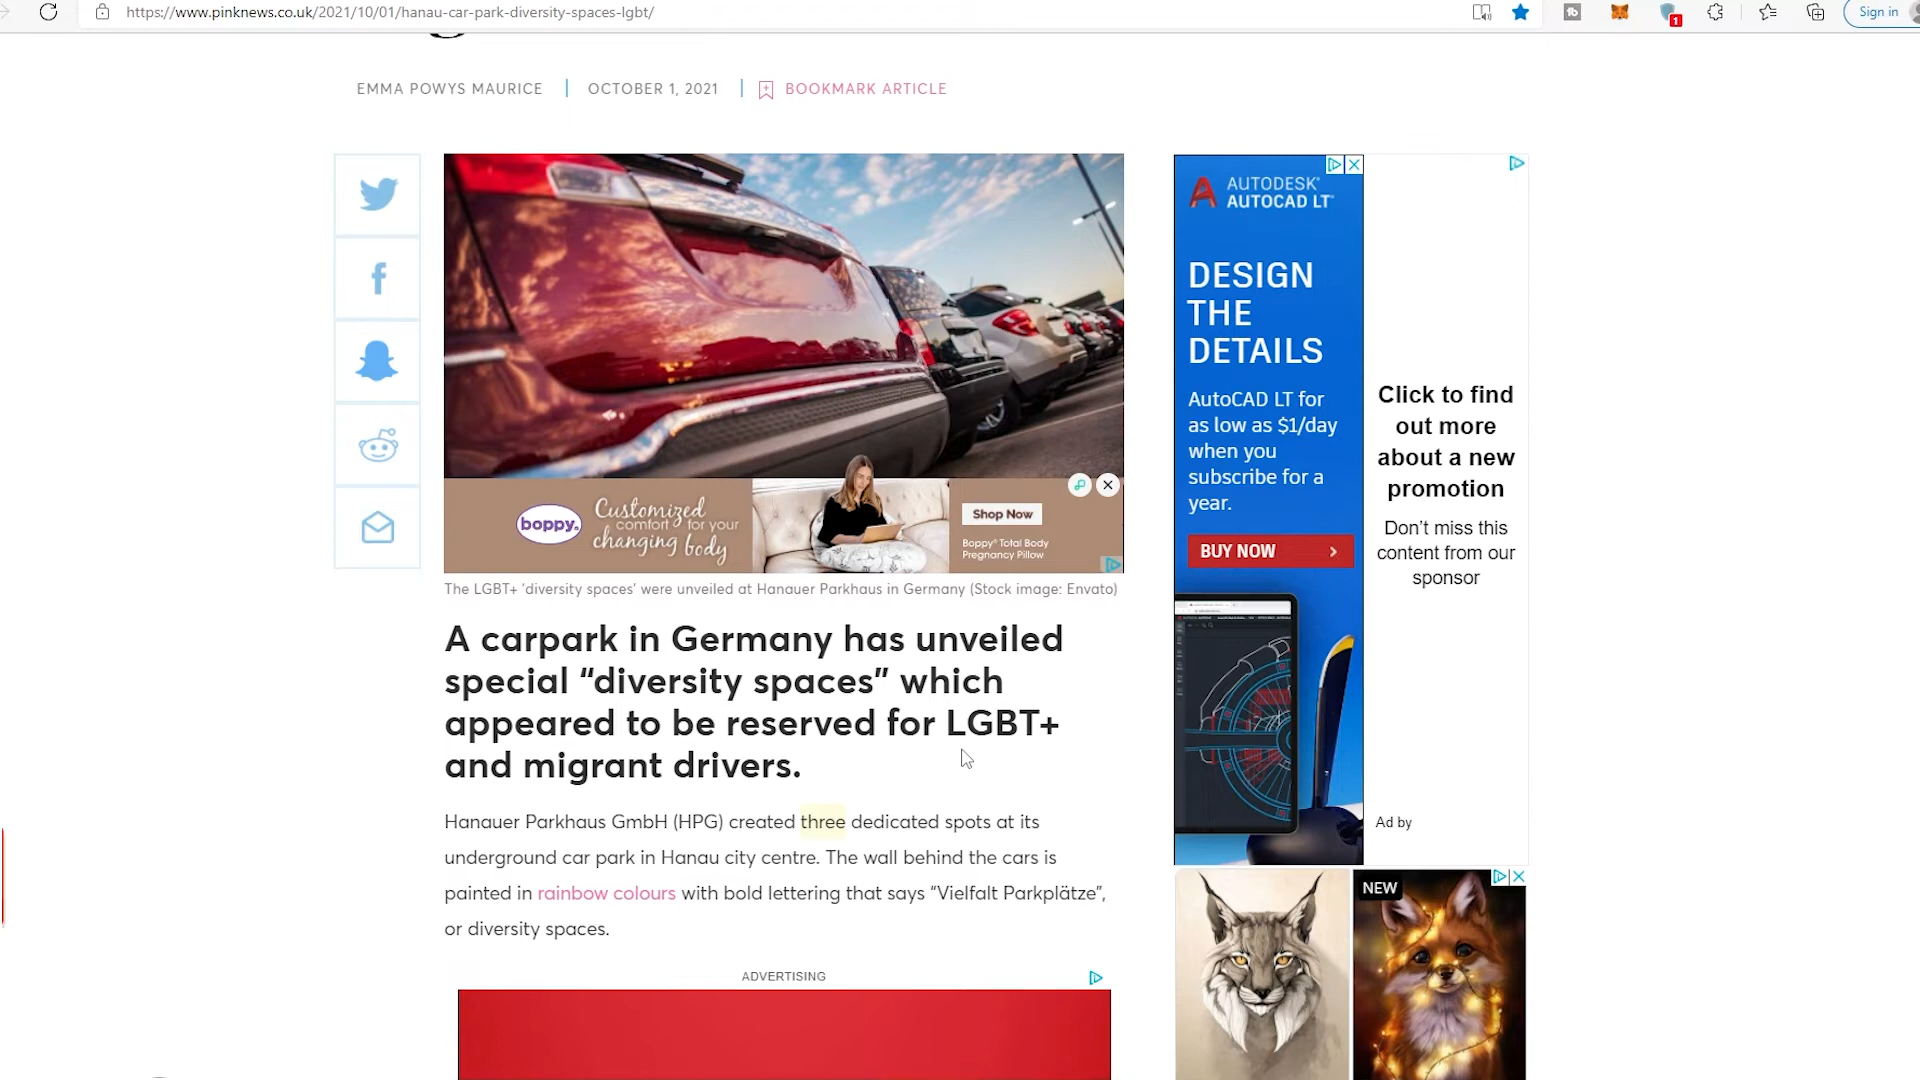 https://www.pinknews.co.uk/2021/10/01/hanau-car-park-diversity-spaces-lgbt/
1
Sign in
EMMA POWYS MAURICE
OCTOBER 1, 2021
BOOKMARK ARTICLE
AUTODESK®
AUTOCAD LT®
DESIGN
THE
DETAILS
AutoCAD LT for
as low as $1/day
when you
subscribe for a
year.
BUY NOW
Click to find
out more
about a new
promotion
Don't miss this
content from our
sponsor
Ad by
boppy.
Customized
comfort for your
changing body
Shop Now
Boppy® Total Body
Pregnancy Pillow
The LGBT+ 'diversity spaces' were unveiled at Hanauer Parkhaus in Germany (Stock image: Envato)
A carpark in Germany has unveiled
special “diversity spaces” which
appeared to be reserved for LGBT+
and migrant drivers.
Hanauer Parkhaus GmbH (HPG) created three dedicated spots at its
underground car park in Hanau city centre. The wall behind the cars is
painted in rainbow colours with bold lettering that says “Vielfalt Parkplätze”,
or diversity spaces.
ADVERTISING
NEW